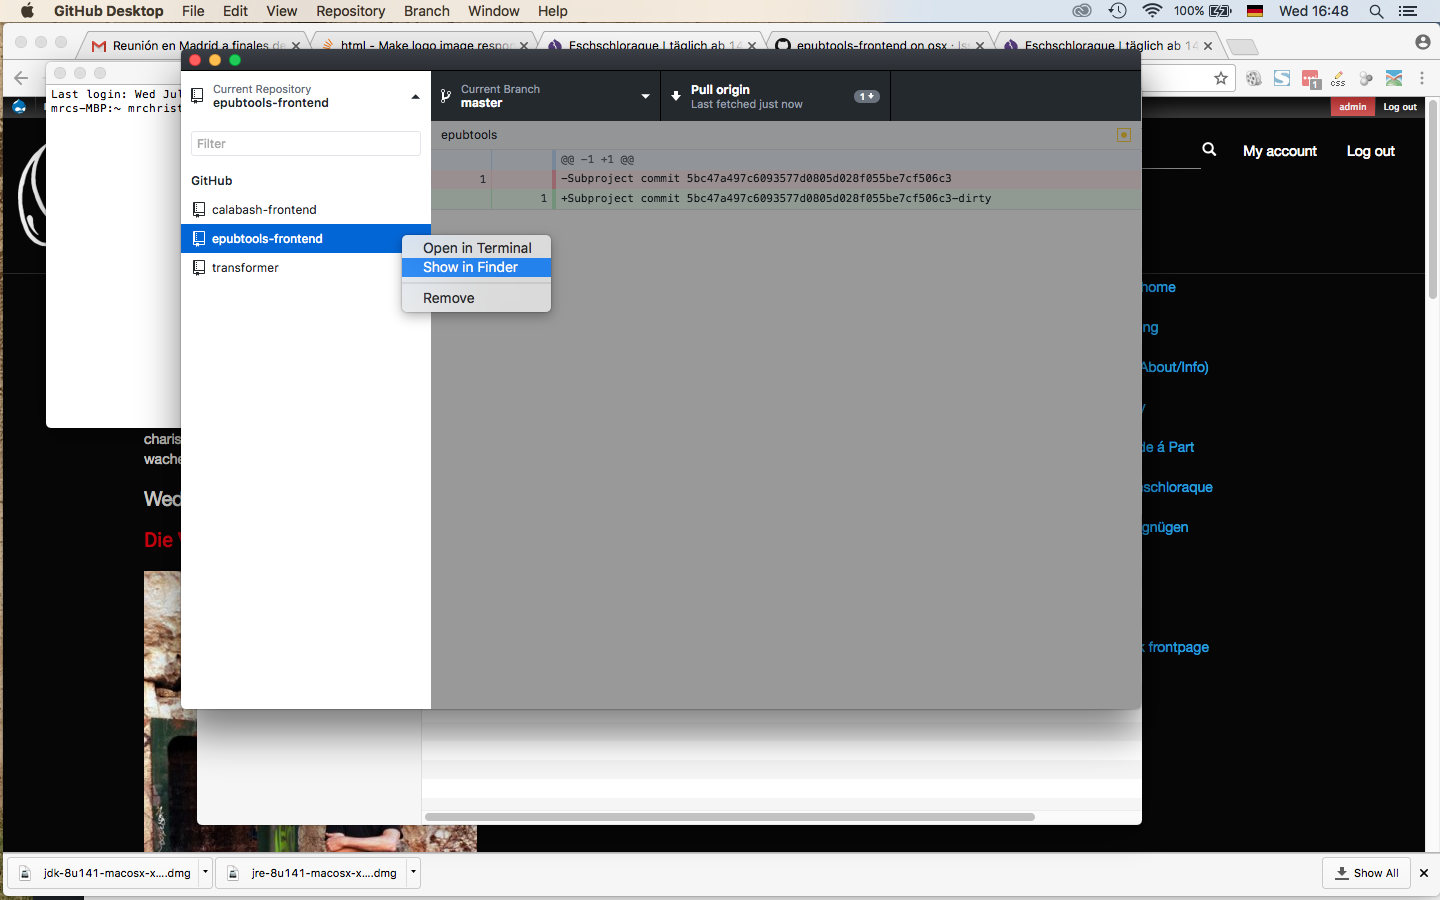 GitHub Desktop File Edit View Repository Branch Window Help
100% Wed 16:48
Reunión en Madrid a finales de
html - Make logo image respon
Eschschloraque | täglich ab 14
epubtools-frontend on osx · Iss
Eschschloraque | täglich ab 14
Last login: Wed Jul
mrcs-MBP:~ mrchrist
Current Repository
epubtools-frontend
Current Branch
master
Pull origin
Last fetched just now
1
css
1
admin
Log out
Filter
GitHub
calabash-frontend
epubtools-frontend
transformer
epubtools
@@ -1 +1 @@
1 -Subproject commit 5bc47a497c6093577d0805d028f055be7cf506c3
1 +Subproject commit 5bc47a497c6093577d0805d028f055be7cf506c3-dirty
Open in Terminal
Show in Finder
Remove
My account
Log out
home
ng
About/Info)
y
de á Part
schloraque
gnügen
frontpage
charis
wache
Wed
Die
jdk-8u141-macosx-x....dmg
jre-8u141-macosx-x....dmg
Show All